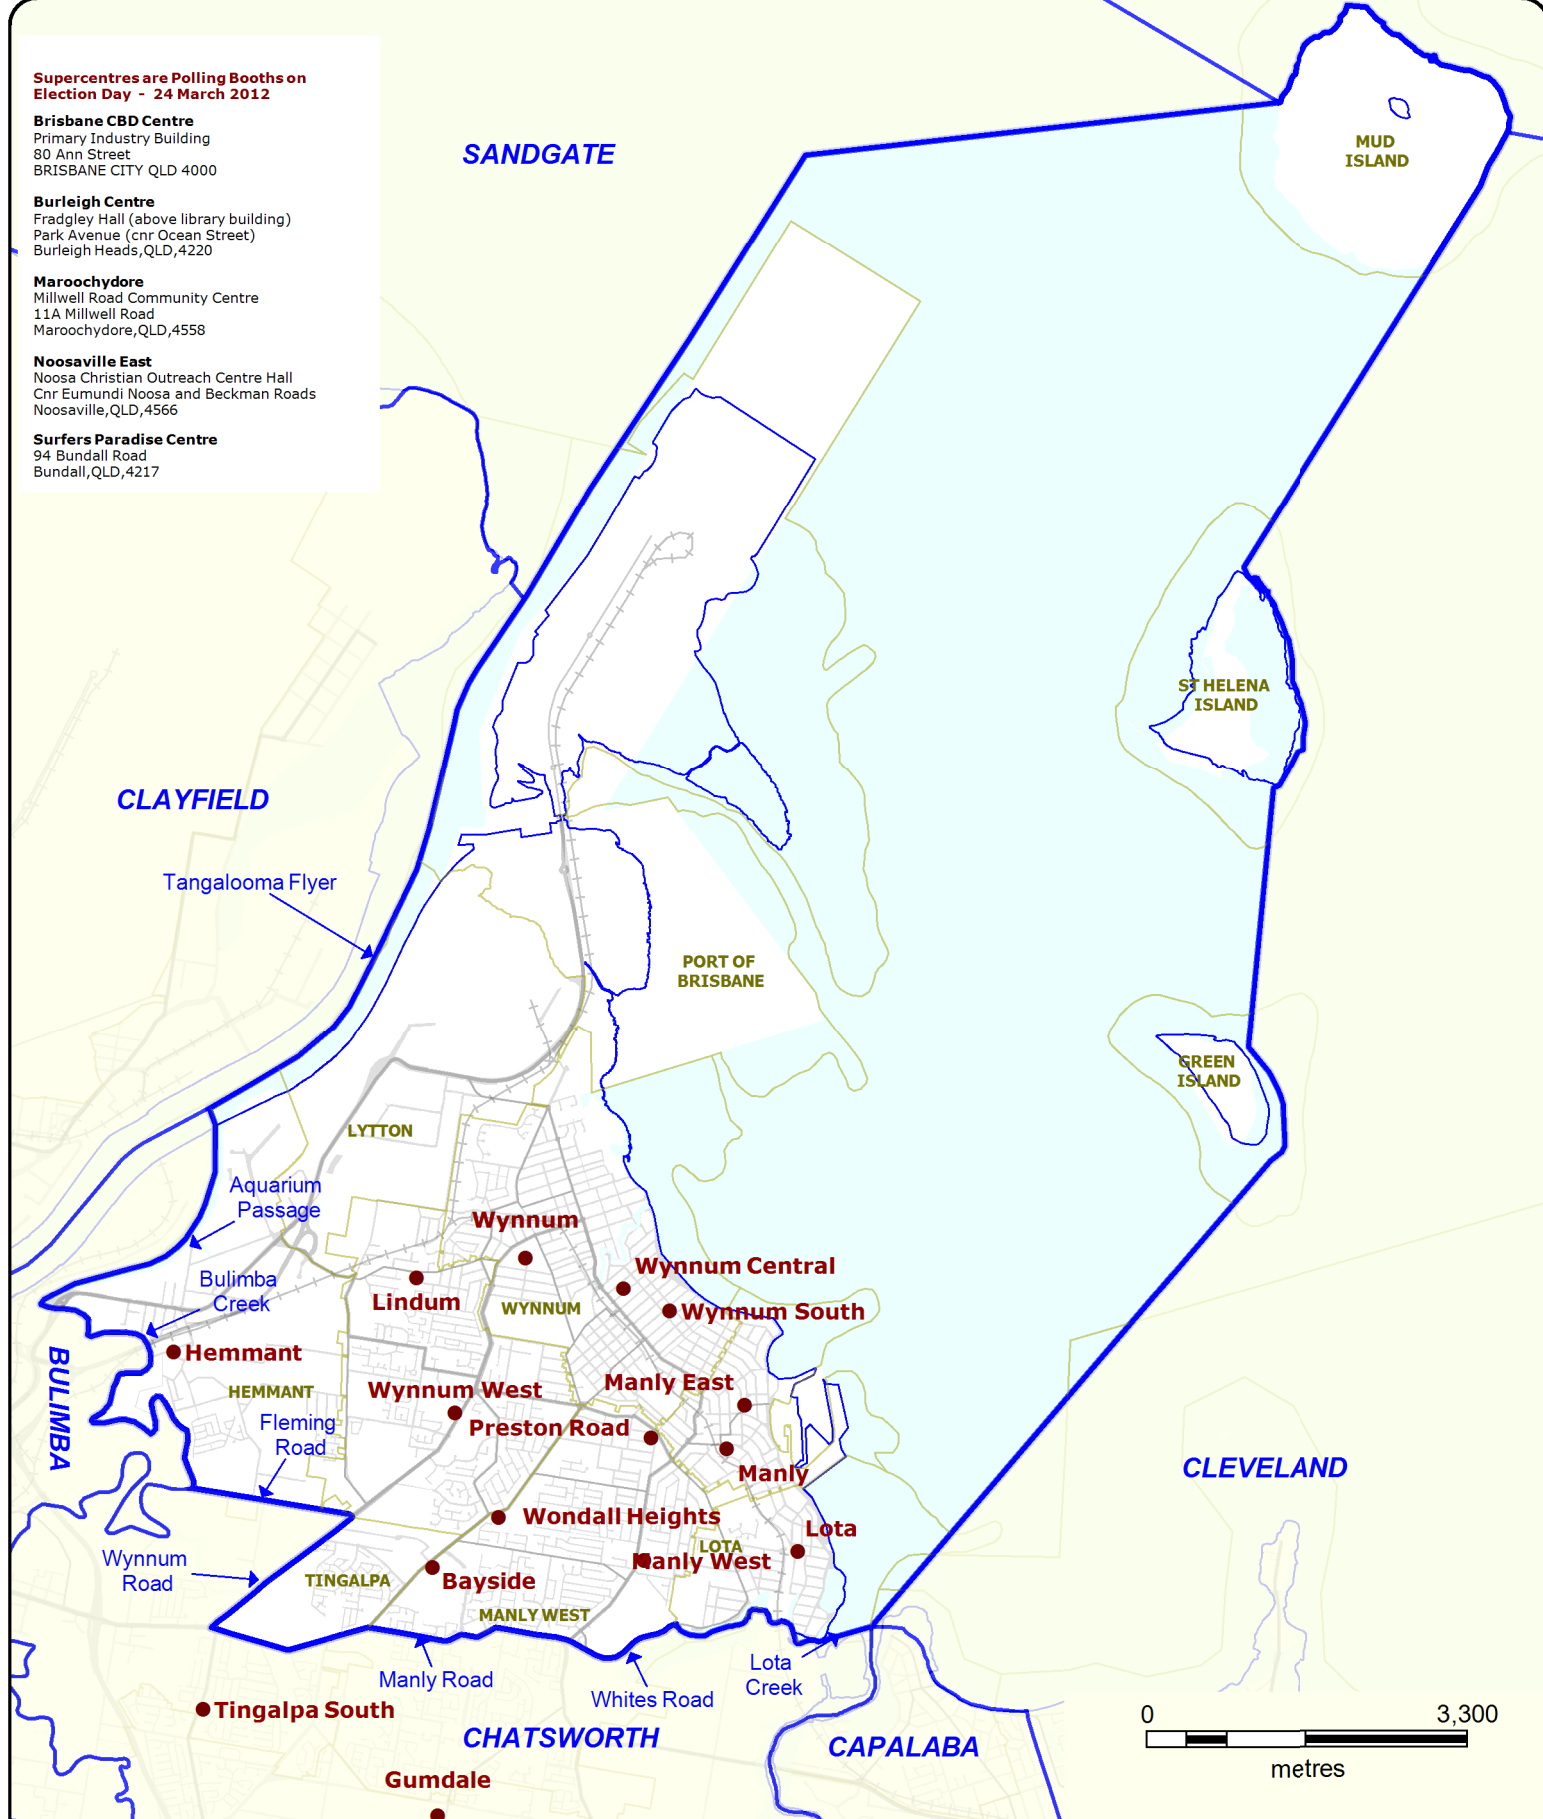 Supercentres are Polling Booths on
Election Day - 24 March 2012
Brisbane CBD Centre
Primary Industry Building
80 Ann Street
BRISBANE CITY QLD 4000
Burleigh Centre
Fradgley Hall (above library building)
Park Avenue (cnr Ocean Street)
Burleigh Heads,QLD,4220
Maroochydore
Millwell Road Community Centre
11A Millwell Road
Maroochydore,QLD,4558
Noosaville East
Noosa Christian Outreach Centre Hall
Cnr Eumundi Noosa and Beckman Roads
Noosaville,QLD,4566
Surfers Paradise Centre
94 Bundall Road
Bundall,QLD,4217
SANDGATE
MUD
ISLAND
ST HELENA
ISLAND
CLAYFIELD
Tangalooma Flyer
PORT OF
BRISBANE
GREEN
ISLAND
LYTTON
Aquarium
Passage
Wynnum
Wynnum Central
Bulimba
Creek
Lindum
WYNNUM
Wynnum South
Hemmant
BULIMBA
HEMMANT
Wynnum West
Manly East
Fleming
Road
Preston Road
Manly
CLEVELAND
Wondall Heights
Lota
LOTA
Manly West
Wynnum
Road
TINGALPA
Bayside
MANLY WEST
Manly Road
Whites Road
Lota
Creek
Tingalpa South
CHATSWORTH
CAPALABA
Gumdale
0 3,300
metres